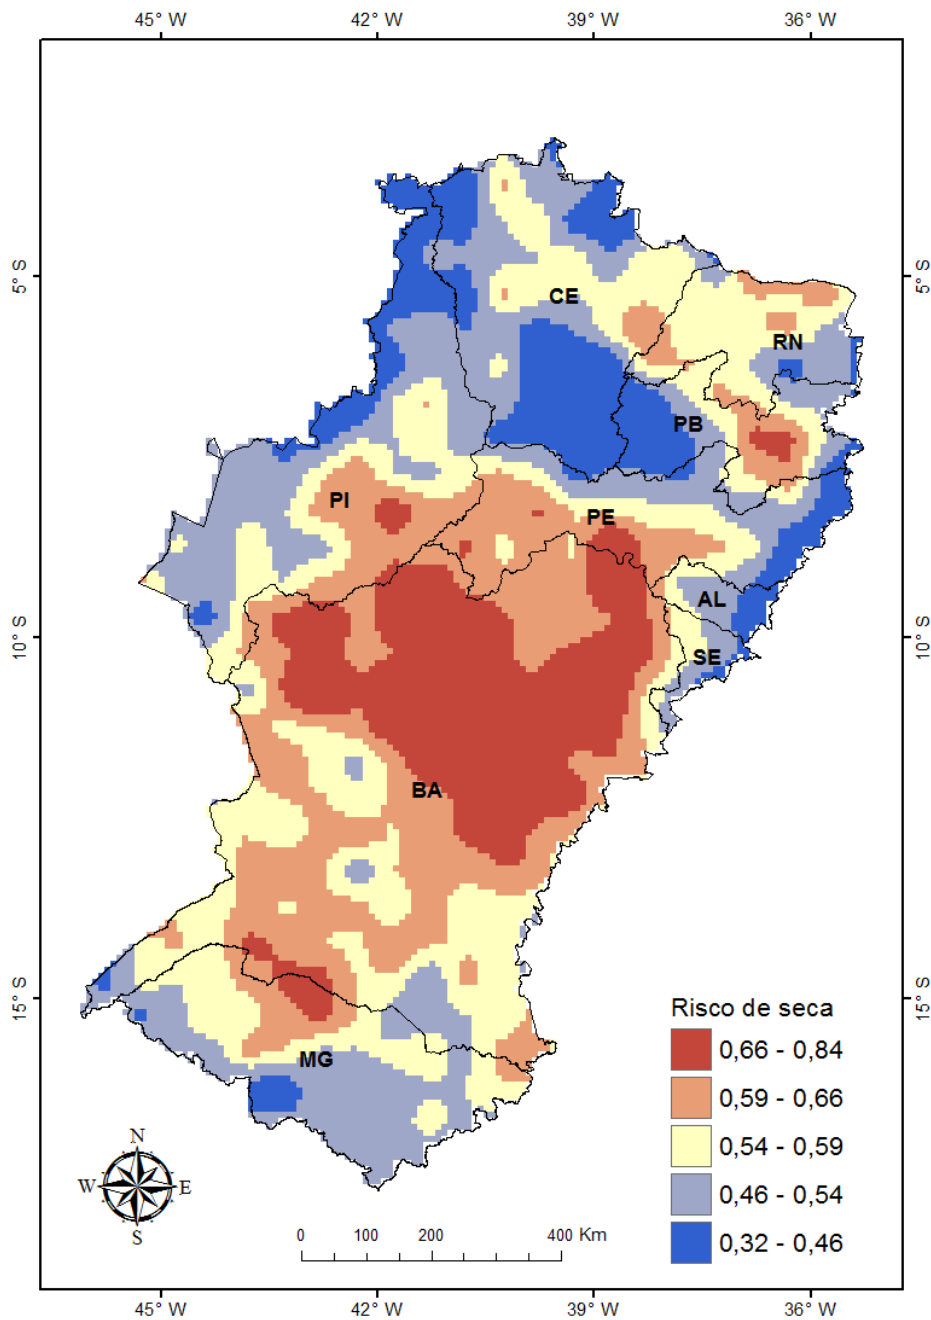 45° W 42° W 39° W 36° W
5° S 5° S
CE
RN
PB
PI
PE
AL
10° S 10° S
SE
BA
15° S 15° S
MG
Risco de seca
0,66 - 0,84
0,59 - 0,66
0,54 - 0,59
0,46 - 0,54
0,32 - 0,46
N
W E
S
0 100 200 400 Km
45° W 42° W 39° W 36° W